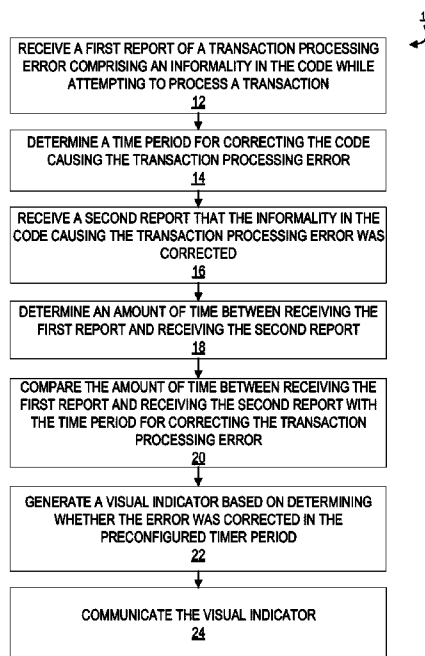 RECEIVE A FIRST REPORT OF A TRANSACTION PROCESSING
ERROR COMPRISING AN INFORMALITY IN THE CODE WHILE
ATTEMPTING TO PROCESS A TRANSACTION
12
DETERMINE A TIME PERIOD FOR CORRECTING THE CODE
CAUSING THE TRANSACTION PROCESSING ERROR
14
RECEIVE A SECOND REPORT THAT THE INFORMALITY IN THE
CODE CAUSING THE TRANSACTION PROCESSING ERROR WAS
CORRECTED
16
DETERMINE AN AMOUNT OF TIME BETWEEN RECEIVING THE
FIRST REPORT AND RECEIVING THE SECOND REPORT
18
COMPARE THE AMOUNT OF TIME BETWEEN RECEIVING THE
FIRST REPORT AND RECEIVING THE SECOND REPORT WITH
THE TIME PERIOD FOR CORRECTING THE TRANSACTION
PROCESSING ERROR
20
GENERATE A VISUAL INDICATOR BASED ON DETERMINING
WHETHER THE ERROR WAS CORRECTED IN THE
PRECONFIGURED TIMER PERIOD
22
COMMUNICATE THE VISUAL INDICATOR
24